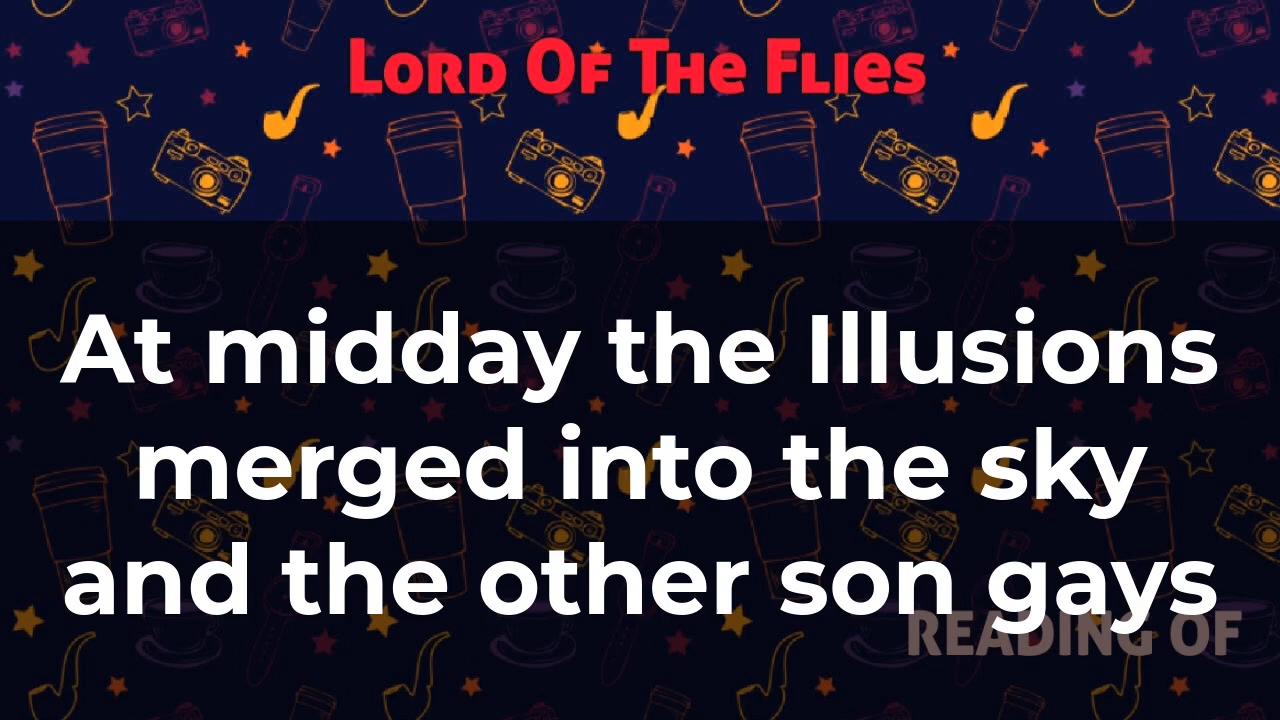 Lord Of The Flies
At midday the Illusions
merged into the sky
and the other son gays
READING OF